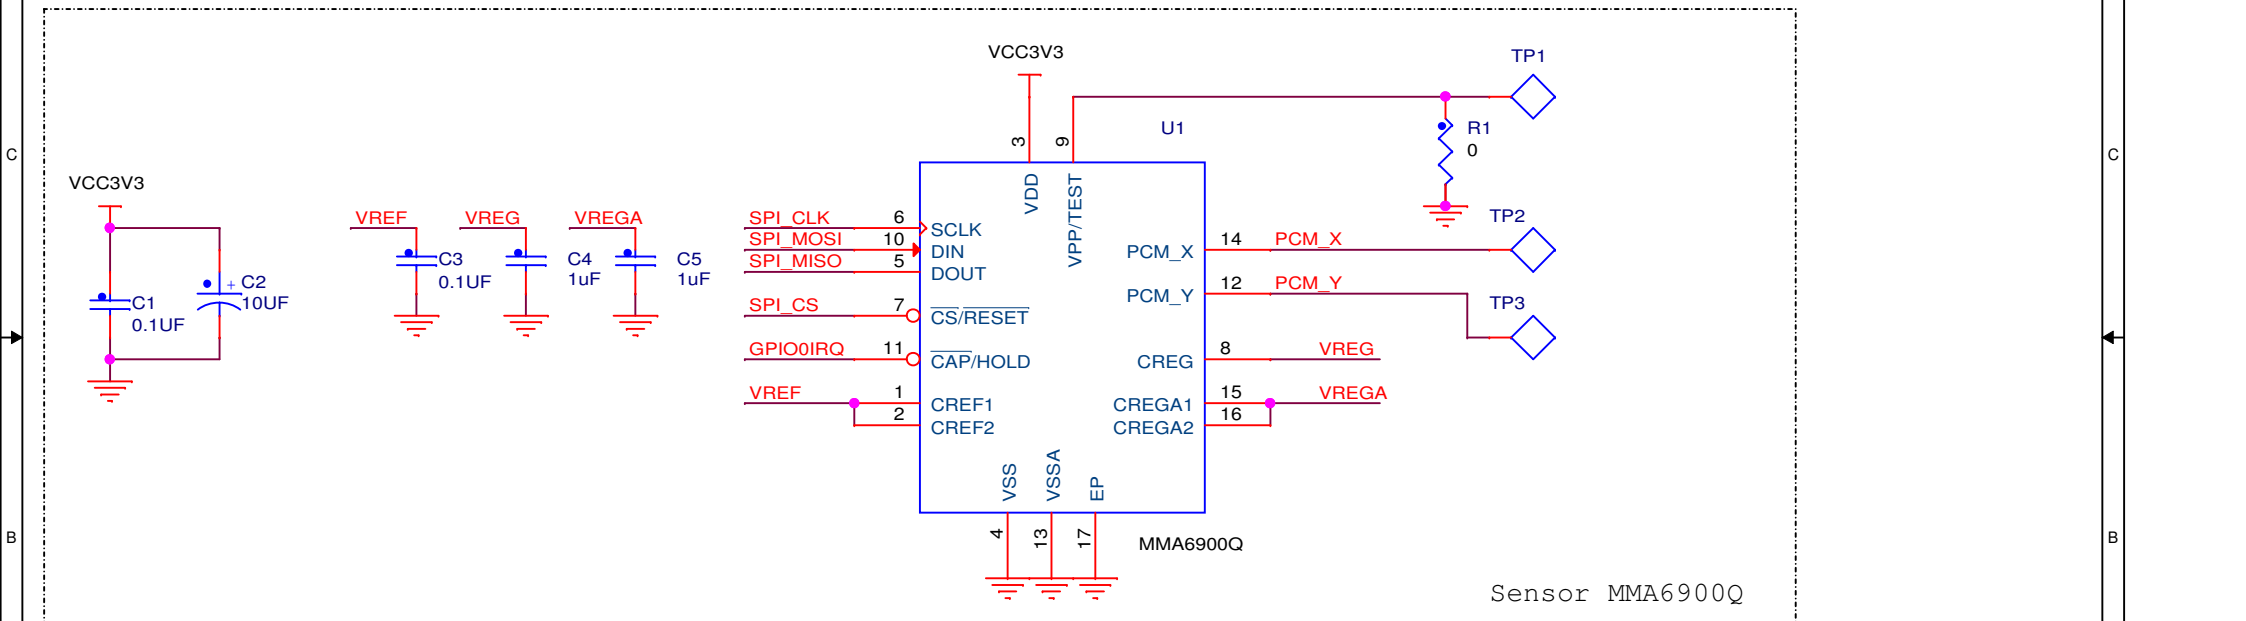 VCC3V3
TP1
U1
R1
0
3
9
C
C
VCC3V3
VDD
VPP/TEST
VREF
VREG
VREGA
SPI_CLK
6
SCLK
TP2
SPI_MOSI
10
DIN
PCM_X
14
PCM_X
SPI_MISO
5
DOUT
C3
0.1UF
C4
1uF
C5
1uF
+
C2
10UF
C1
0.1UF
PCM_Y
12
PCM_Y
TP3
SPI_CS
7
CS/RESET
GPIO0IRQ
11
CAP/HOLD
CREG
8
VREG
VREF
1
CREF1
CREGA1
15
VREGA
2
CREF2
CREGA2
16
VSS
VSSA
EP
4
13
17
B
MMA6900Q
B
Sensor MMA6900Q